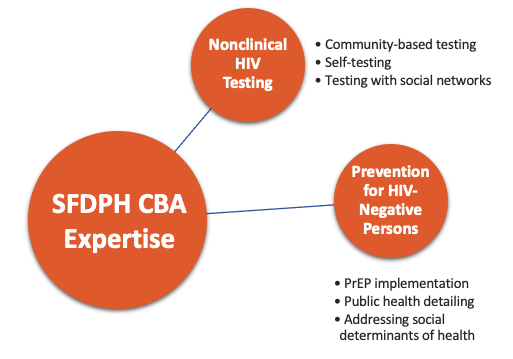 Nonclinical
HIV
Testing
• Community-based testing
• Self-testing
• Testing with social networks
SFDPH CBA
Expertise
Prevention
for HIV-
Negative
Persons
• PrEP implementation
• Public health detailing
• Addressing social
determinants of health